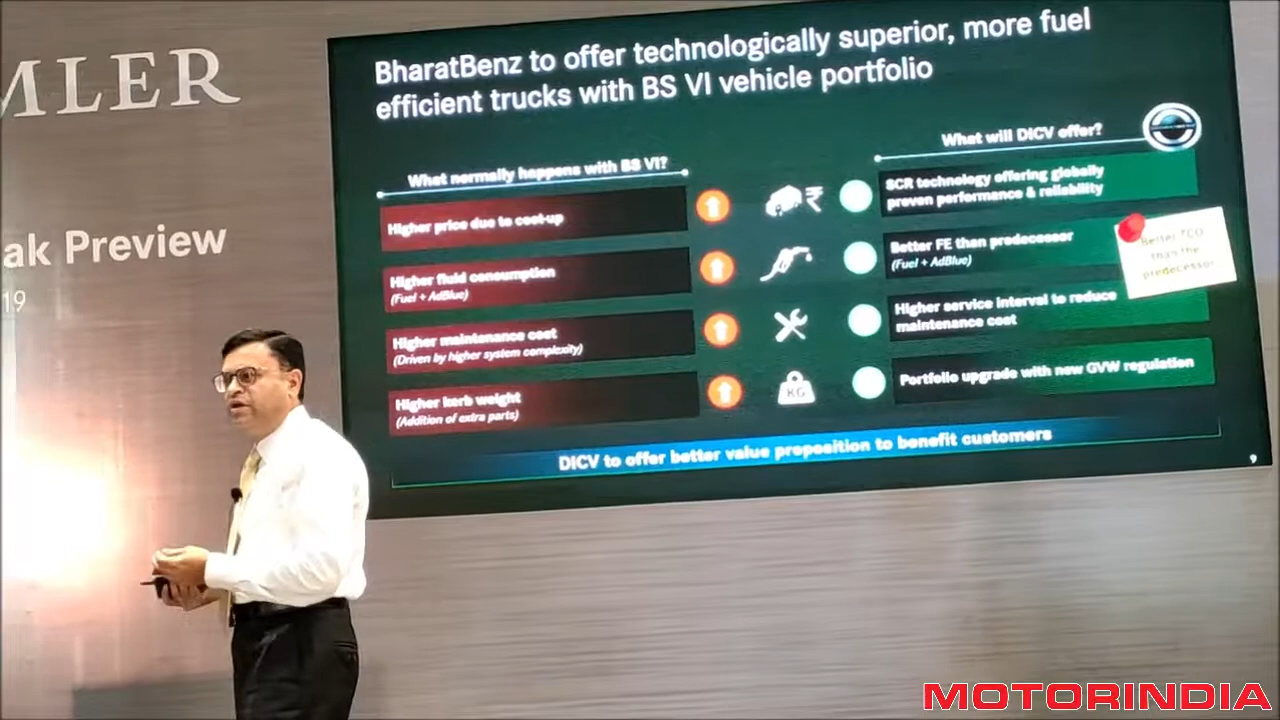 MLER
ak Preview
19
BharatBenz to offer technologically superior, more fuel
efficient trucks with BS VI vehicle portfolio
What normally happens with BS VI?
Higher price due to cost-up
Higher fluid consumption
(Fuel + AdBlue)
Higher maintenance cost
(Driven by higher system complexity)
Higher kerb weight
(Addition of extra parts)
₹
KG
What will DICV offer?
SCR technology offering globally
proven performance & reliability
Better FE than predecessor
(Fuel + AdBlue)
Better TCO
than the
predecessor
Higher service interval to reduce
maintenance cost
Portfolio upgrade with new GVW regulation
DICV to offer better value proposition to benefit customers
9
MOTORINDIA